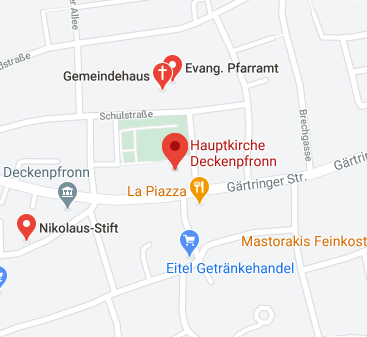 er Allee
dstraße
Gemeindehaus
Evang. Pfarramt
Schulstraße
Brechgasse
Hauptkirche
Deckenpfronn
Deckenpfronn
Gärtring
La Piazza
Gärtringer Str.
Nikolaus-Stift
Mastorakis Feinkost
Eitel Getränkehandel